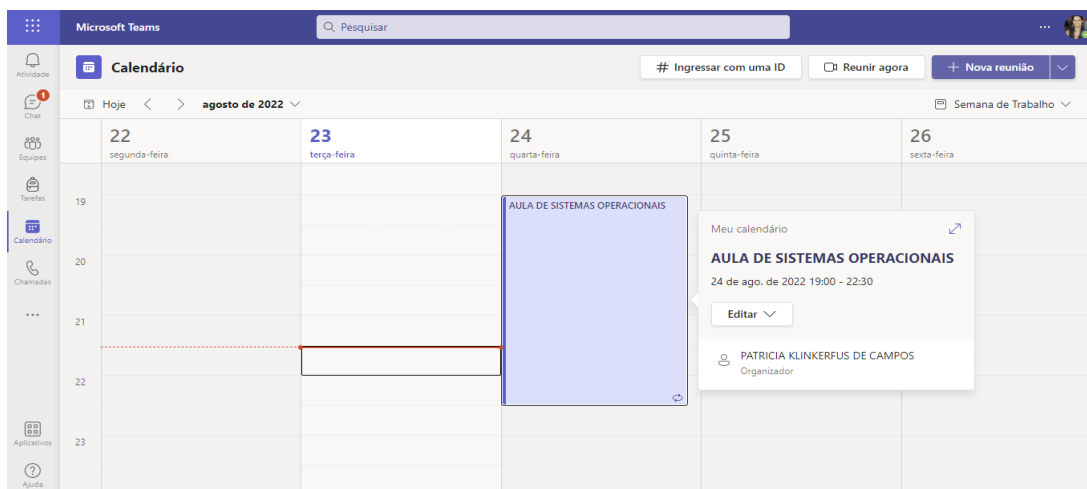 Microsoft Teams
Pesquisar
Atividade
1
Chat
Equipes
Tarefas
Calendário
Chamadas
Aplicativos
Ajuda
Calendário
# Ingressar com uma ID
Reunir agora
+ Nova reunião
Hoje
agosto de 2022
Semana de Trabalho
22
segunda-feira
23
terça-feira
24
quarta-feira
25
quinta-feira
26
sexta-feira
19
20
21
22
23
AULA DE SISTEMAS OPERACIONAIS
Meu calendário
AULA DE SISTEMAS OPERACIONAIS
24 de ago. de 2022 19:00 - 22:30
Editar
PATRICIA KLINKERFUS DE CAMPOS
Organizador